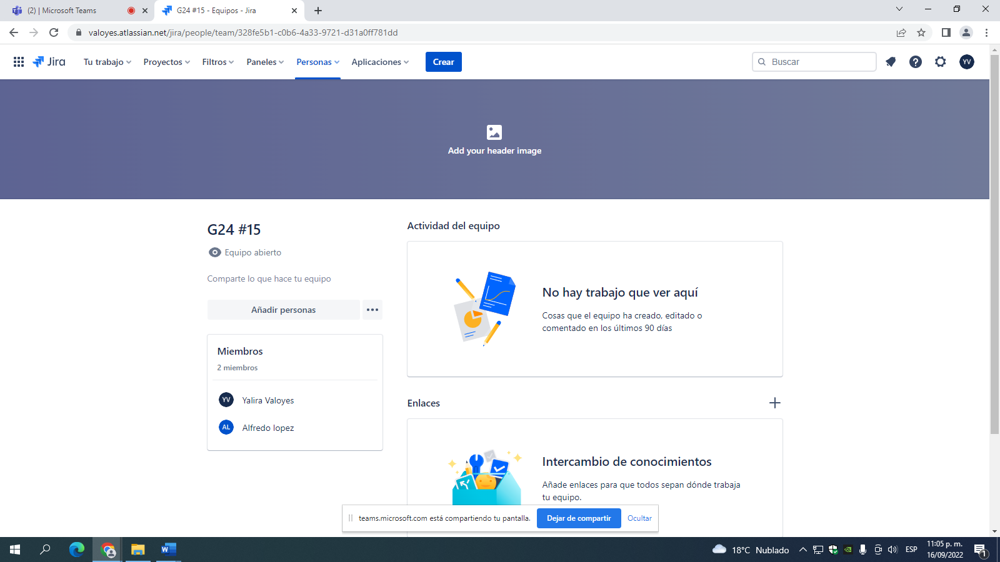 (2) | Microsoft Teams
G24 #15 - Equipos - Jira
valoyes.atlassian.net/jira/people/team/328fe5b1-c0b6-4a33-9721-d31a0ff781dd
Jira
Tu trabajo
Proyectos
Filtros
Paneles
Personas
Aplicaciones
Crear
Buscar
YV
Add your header image
G24 #15
Equipo abierto
Comparte lo que hace tu equipo
Añadir personas
Miembros
2 miembros
YV Yalira Valoyes
AL Alfredo lopez
Actividad del equipo
No hay trabajo que ver aquí
Cosas que el equipo ha creado, editado o
comentado en los últimos 90 días
Enlaces
Intercambio de conocimientos
Añade enlaces para que todos sepan dónde trabaja
tu equipo.
teams.microsoft.com está compartiendo tu pantalla.
Dejar de compartir
Ocultar
18°C Nublado
ESP
11:05 p. m.
16/09/2022
1